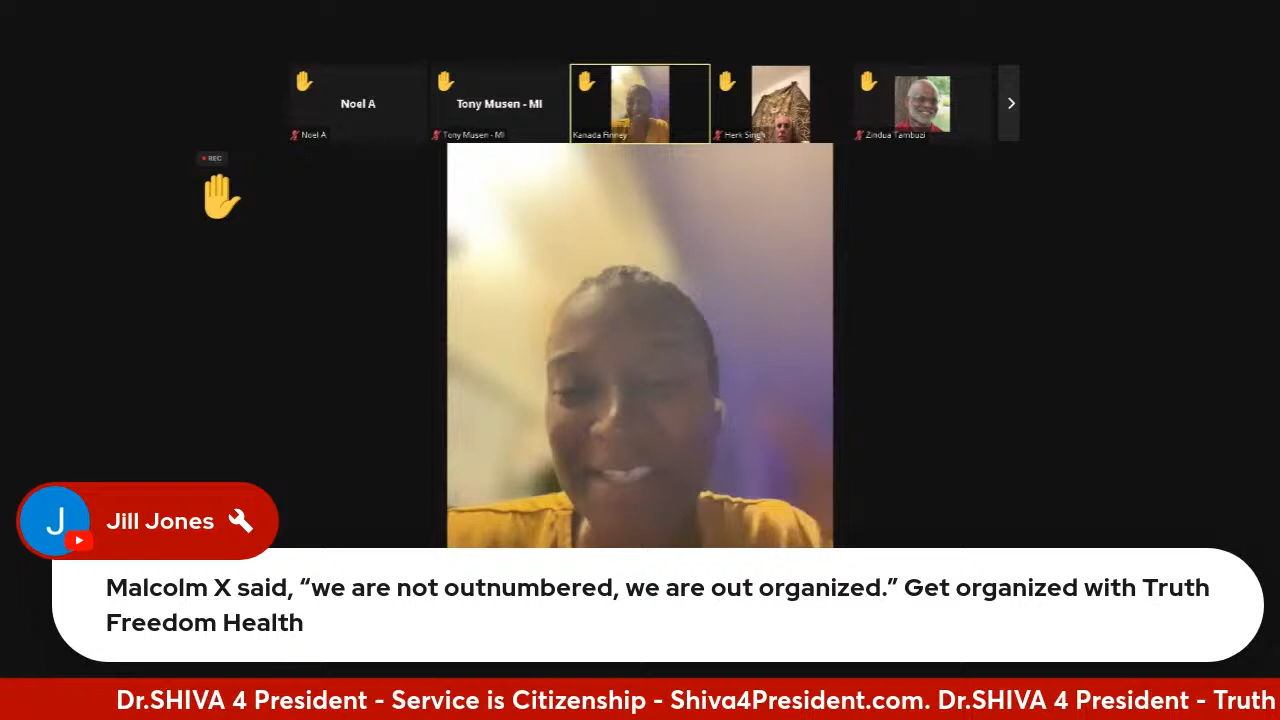 Noel A
Tony Musen - MI
Noel A
Tony Musen - MI
Kanada Finney
Herk Singh
Zindua Tambuzi
REC
J
Jill Jones
Malcolm X said, “we are not outnumbered, we are out organized.” Get organized with Truth
Freedom Health
Dr.SHIVA 4 President - Service is Citizenship - Shiva4President.com. Dr.SHIVA 4 President - Truth